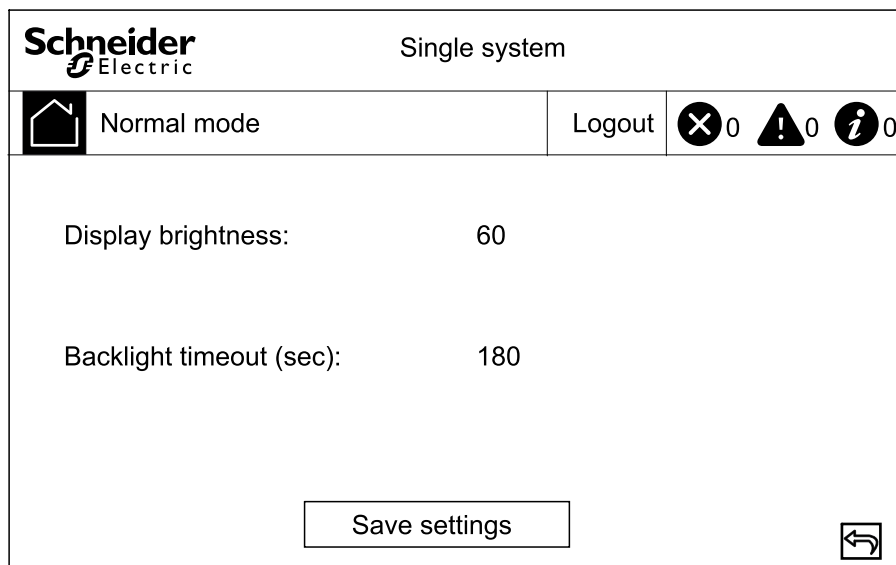 Schneider
Electric
Single system
Normal mode
Logout
0
0
0
Display brightness:
60
Backlight timeout (sec):
180
Save settings